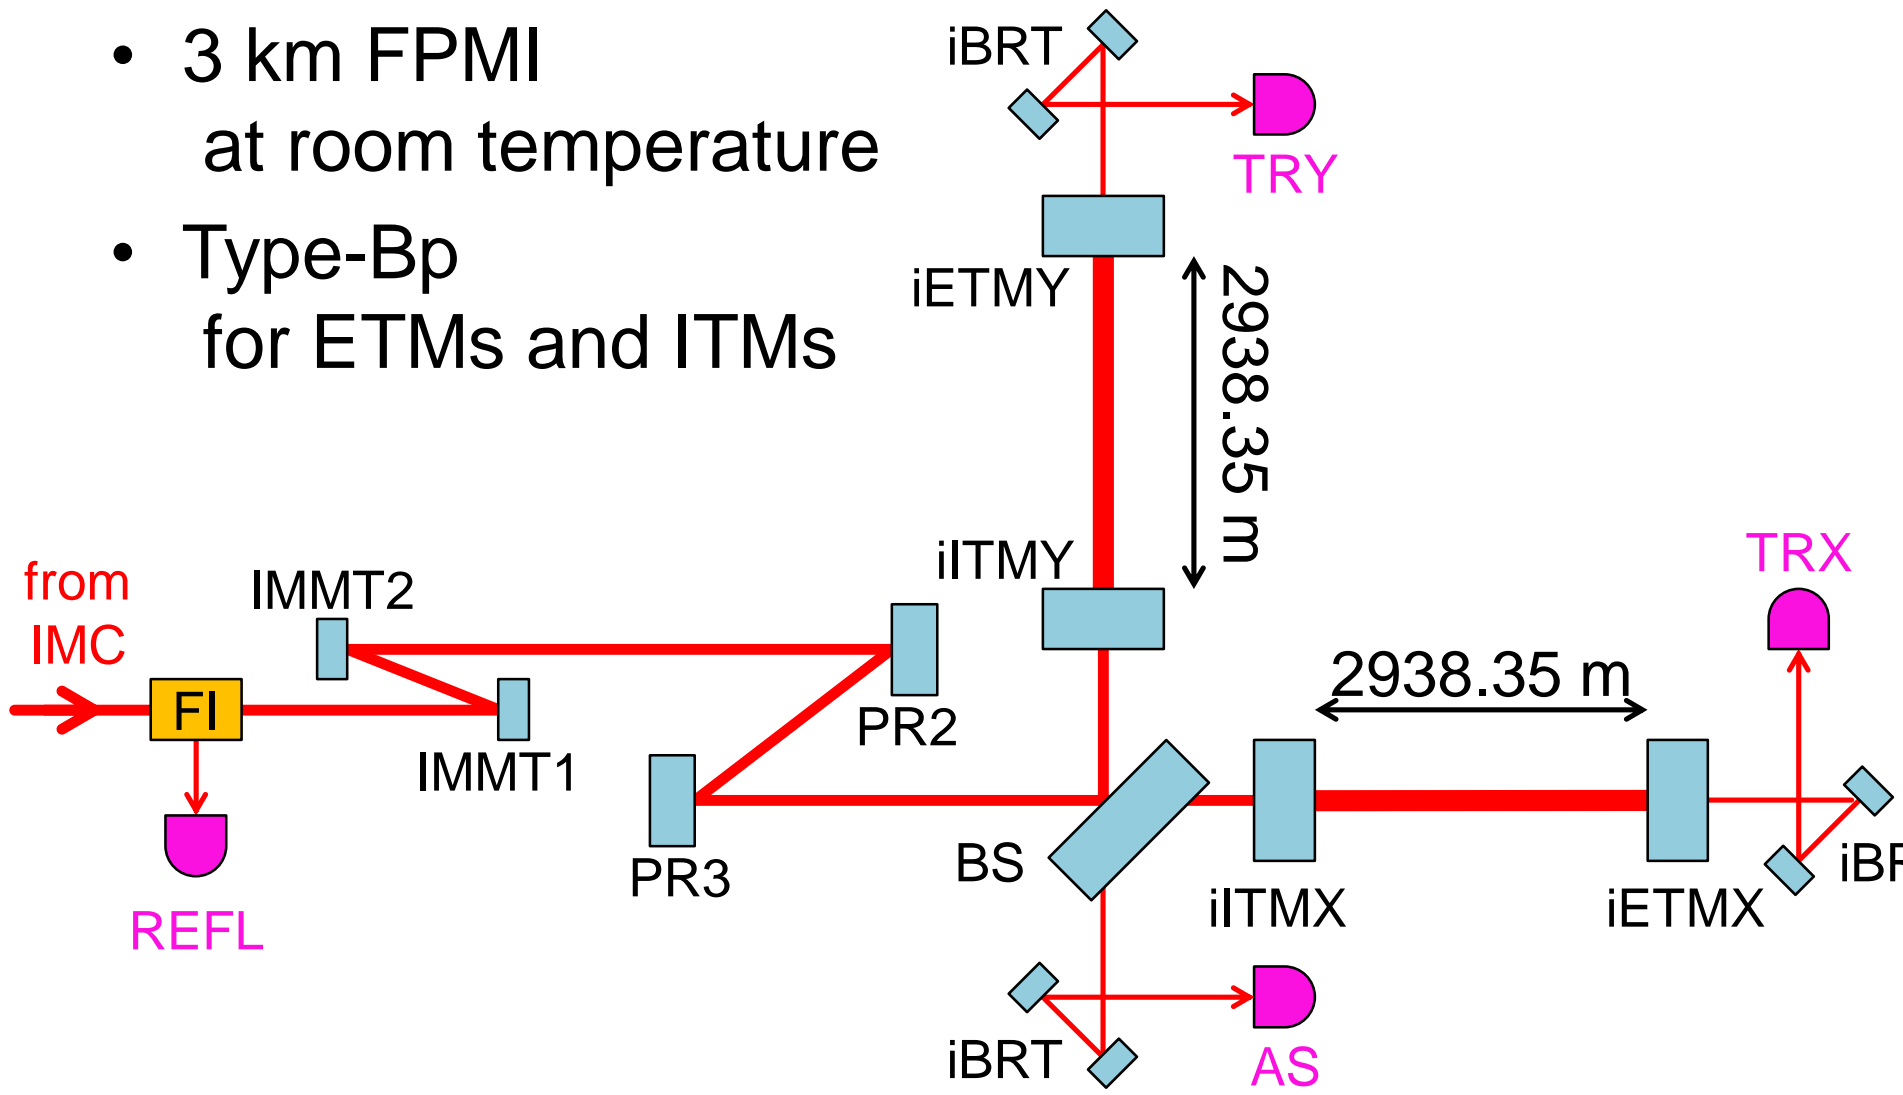 • 3 km FPMI
at room temperature
• Type-Bp
for ETMs and ITMs
iBRT
TRY
iETMY
2938.35 m
iITMY
from
IMC
FI
IMMT2
IMMT1
PR2
PR3
REFL
BS
2938.35 m
TRX
iITMX
iETMX
iBR
iBRT
AS